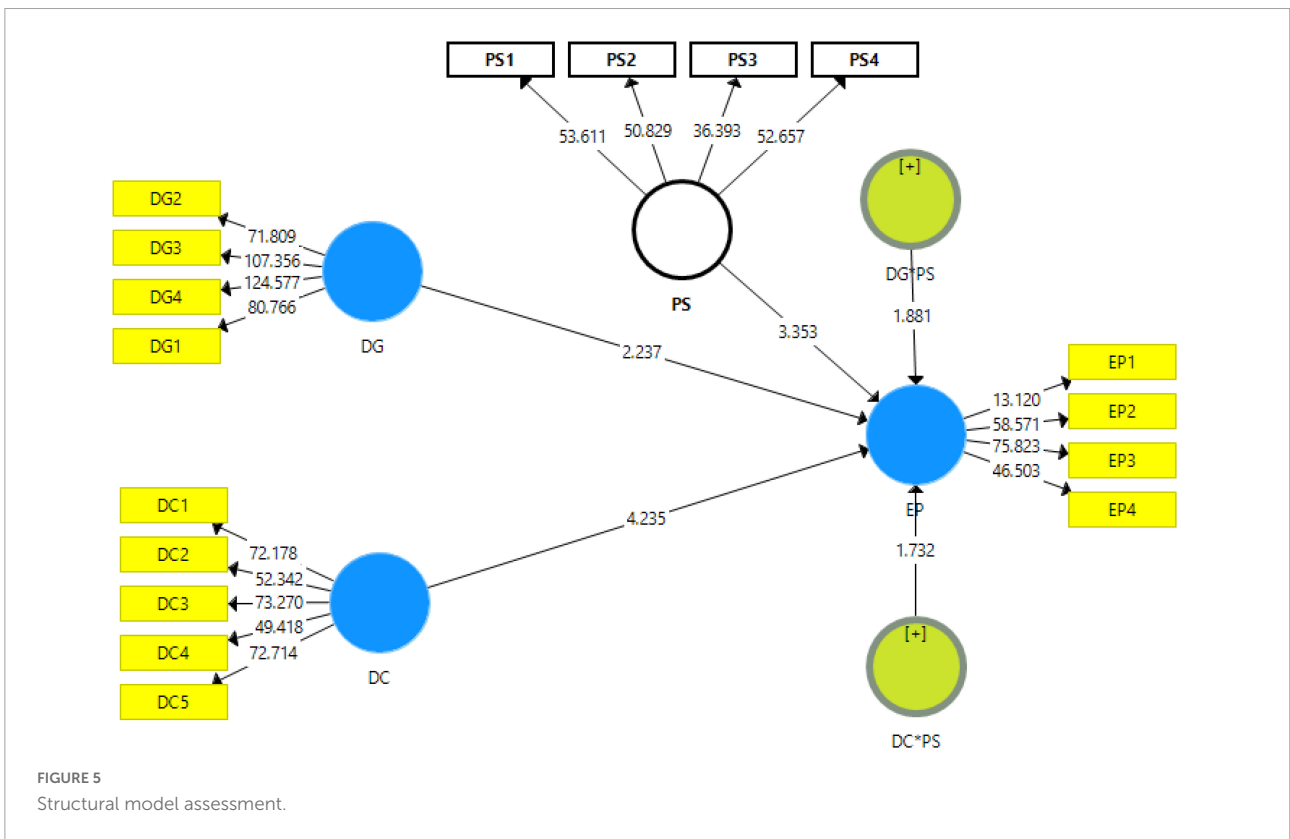 PS1
PS2
PS3
PS4
53.611
50.829
36.393
52.657
[+]
DG2
DG3
DG4
DG1
71.809
107.356
124.577
80.766
DG
PS
DG*PS
1.881
3.353
2.237
EP1
EP2
EP3
EP4
13.120
58.571
75.823
46.503
EP
DC1
DC2
DC3
DC4
DC5
72.178
52.342
73.270
49.418
72.714
DC
4.235
1.732
[+]
DC*PS
FIGURE 5
Structural model assessment.